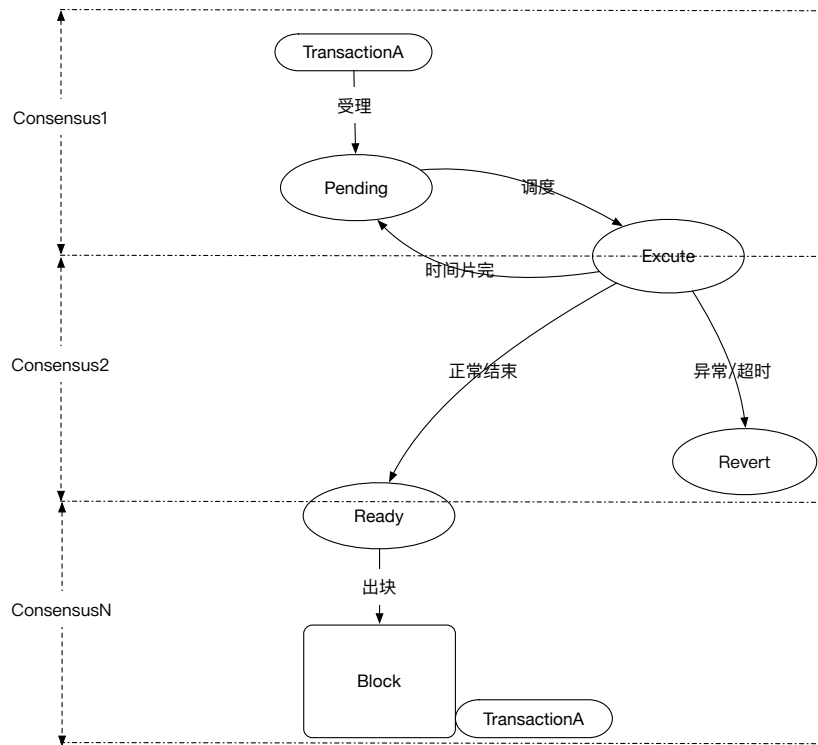 TransactionA
受理
Consensus1
Pending
调度
Excute
时间片完
Consensus2
正常结束
异常/超时
Revert
Ready
出块
ConsensusN
Block
TransactionA